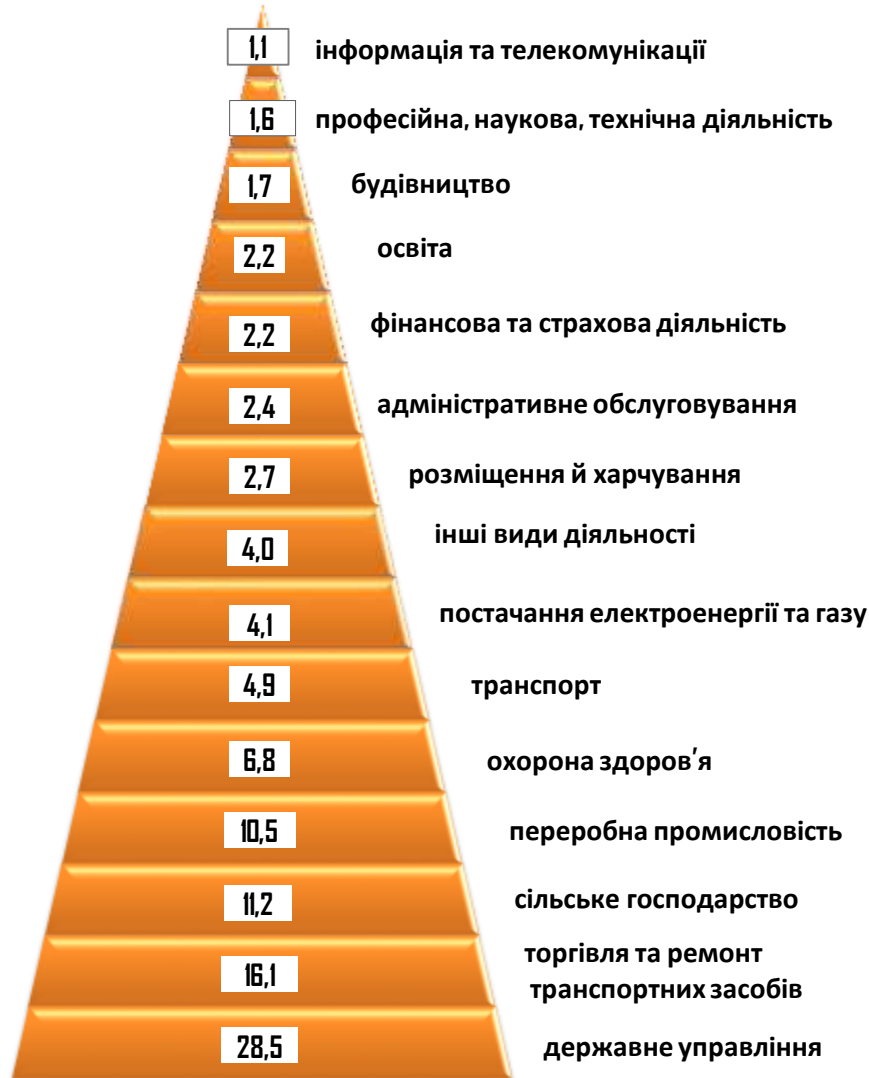 1,1 інформація та телекомунікації
1,6 професійна, наукова, технічна діяльність
1,7 будівництво
2,2 освіта
2,2 фінансова та страхова діяльність
2,4 адміністративне обслуговування
2,7 розміщення й харчування
4,0 інші види діяльності
4,1 постачання електроенергії та газу
4,9 транспорт
6,8 охорона здоров'я
10,5 переробна промисловість
11,2 сільське господарство
16,1 торгівля та ремонт
транспортних засобів
28,5 державне управління